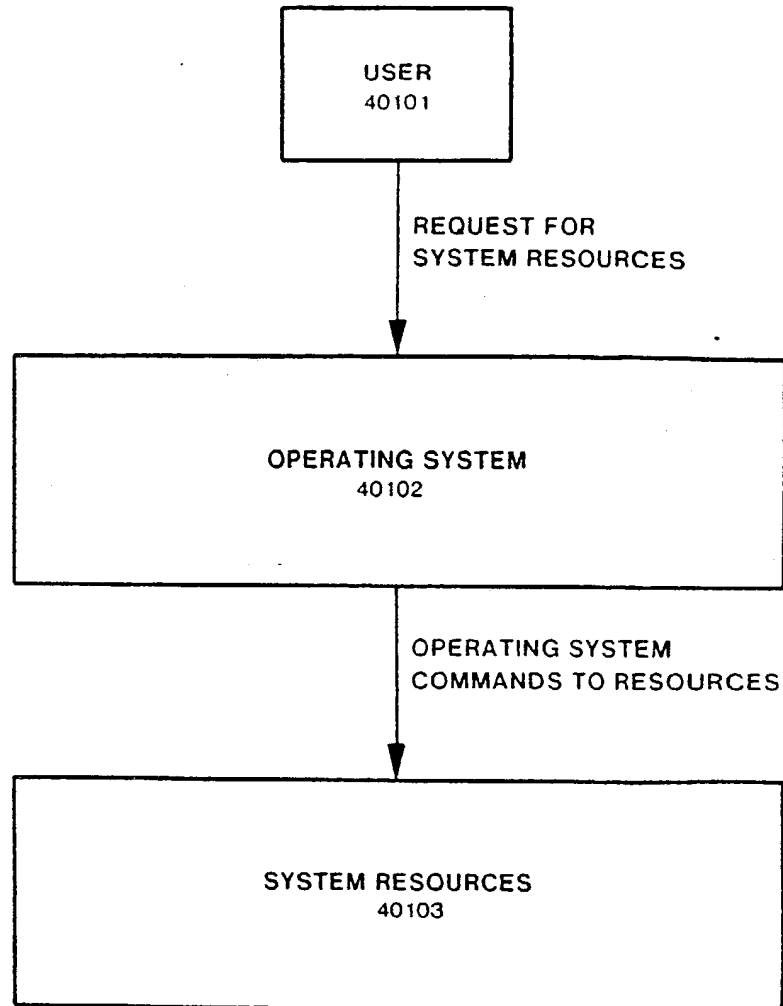 USER
40101
REQUEST FOR
SYSTEM RESOURCES
OPERATING SYSTEM
40102
OPERATING SYSTEM
COMMANDS TO RESOURCES
SYSTEM RESOURCES
40103